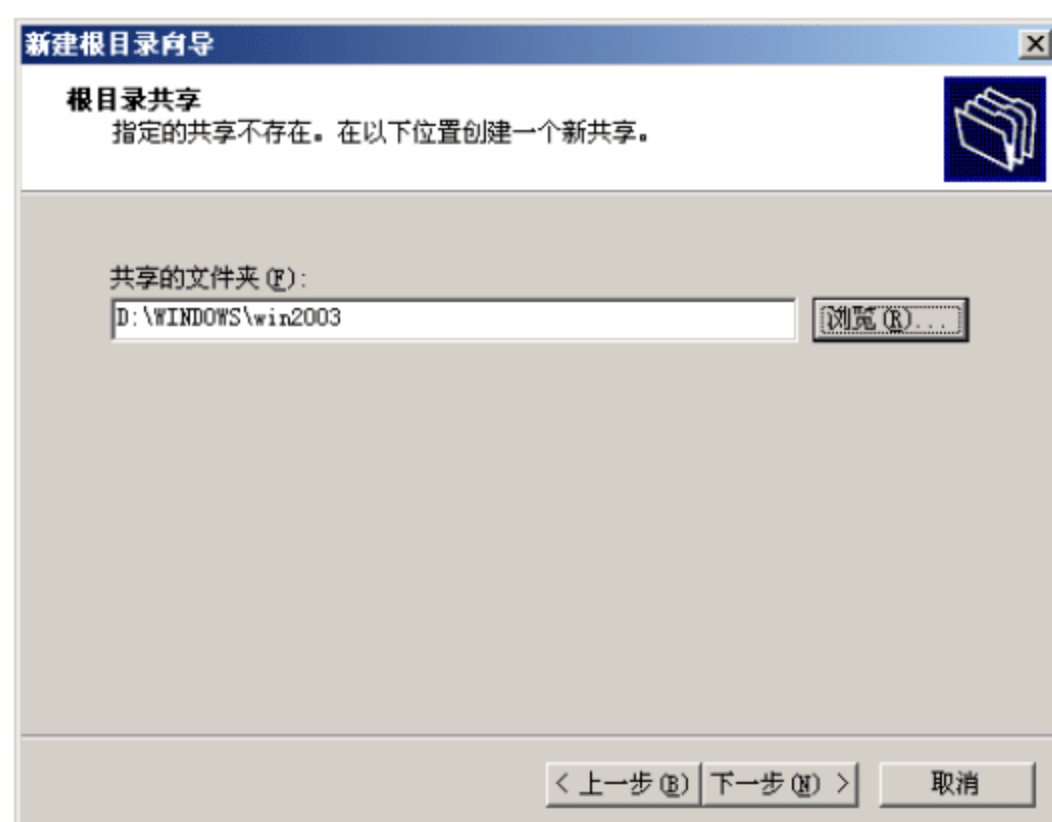 新建根目录向导
根目录共享
指定的共享不存在。在以下位置创建一个新共享。
共享的文件夹(F):
D:\WINDOWS\win2003
浏览(R)...
< 上一步(B) 下一步(N) > 取消